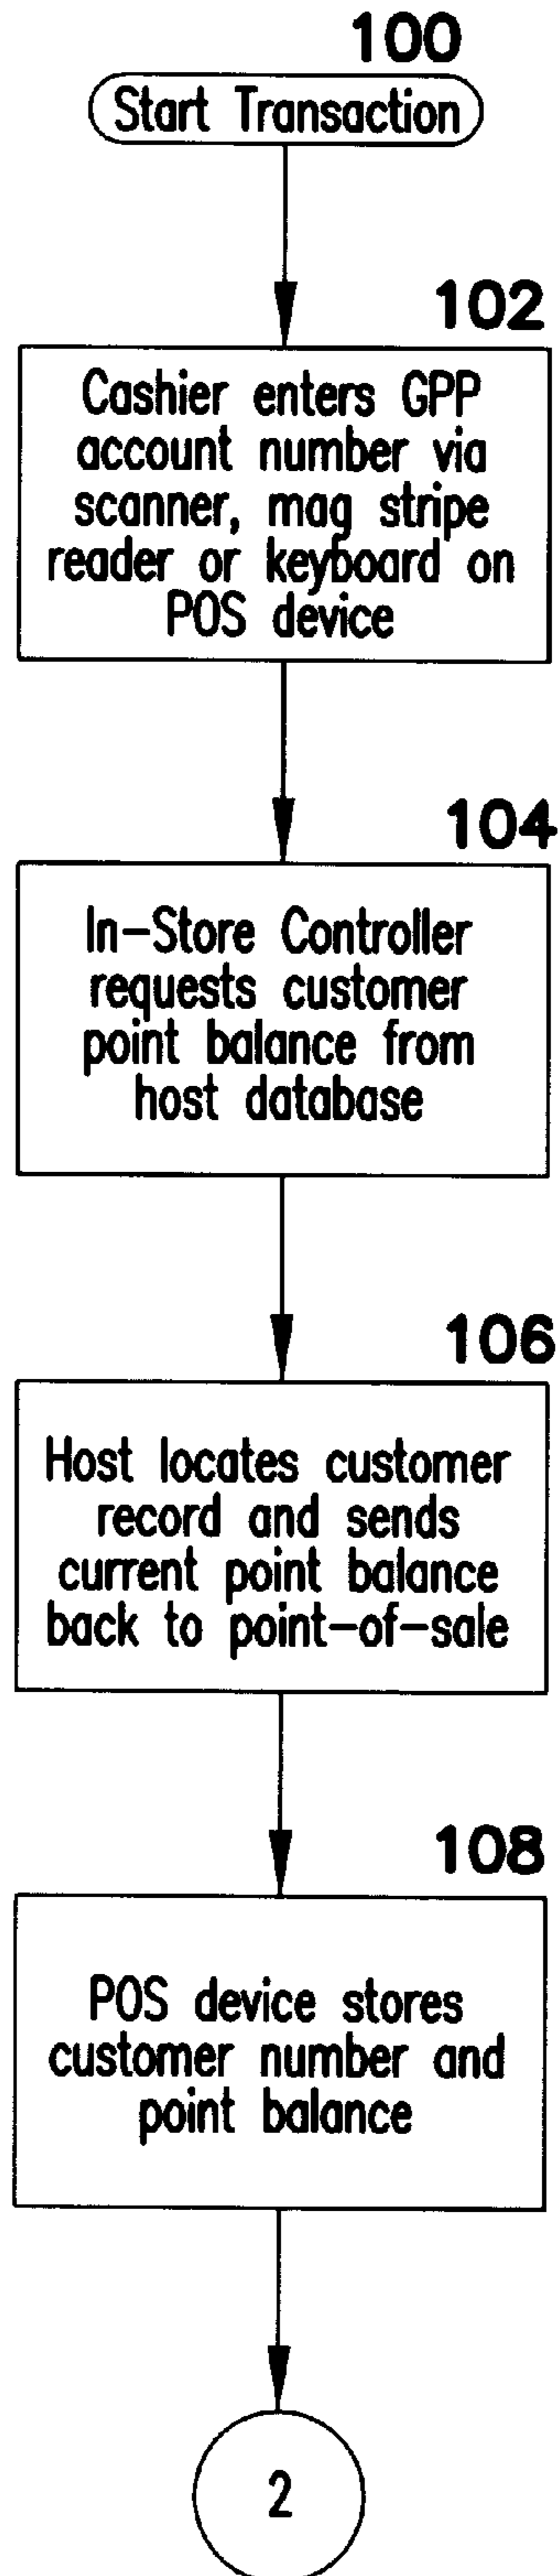 100
Start Transaction
102
Cashier enters GPP
account number via
scanner, mag stripe
reader or keyboard on
POS device
104
In-Store Controller
requests customer
point balance from
host database
106
Host locates customer
record and sends
current point balance
back to point-of-sale
108
POS device stores
customer number and
point balance
2